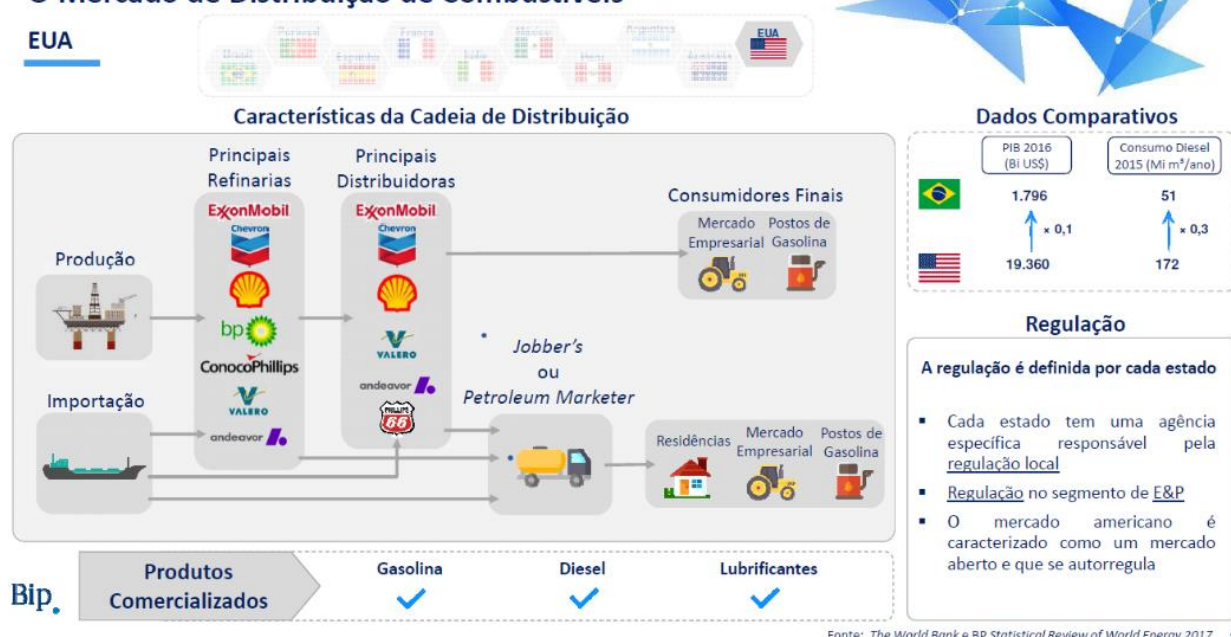 O Mercado de Distribuição de Combustíveis
EUA
EUA
Características da Cadeia de Distribuição
Principais
Refinarias
Principais
Distribuidoras
ExxonMobil
Chevron
bp
ConocoPhillips
VALERO
andeavor
ExxonMobil
Chevron
VALERO
andeavor
PHILLIPS
66
Produção
Importação
Consumidores Finais
Mercado
Empresarial
Postos de
Gasolina
Jobber's
ou
Petroleum Marketer
Residências
Mercado
Empresarial
Postos de
Gasolina
Dados Comparativos
PIB 2016
(Bi US$)
Consumo Diesel
2015 (Mi m³/ano)
1.796
51
× 0,1
× 0,3
19.360
172
Regulação
A regulação é definida por cada estado
Cada estado tem uma agência
específica responsável pela
regulação local
Regulação no segmento de E&P
O mercado americano é
caracterizado como um mercado
aberto e que se autorregula
Bip.
Produtos
Comercializados
Gasolina
Diesel
Lubrificantes
Fonte: The World Bank e BP Statistical Review of World Energy 2017